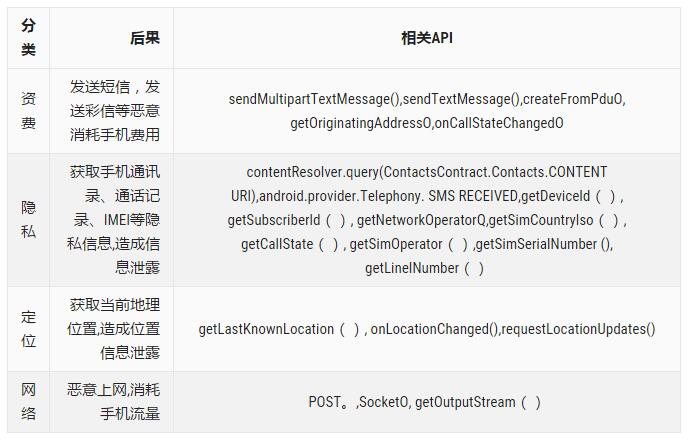 分
类
后果
相关API
资
费
发送短信，发
送彩信等恶意
消耗手机费用
sendMultipartTextMessage(),sendTextMessage(),createFromPduO,
getOriginatingAddressO,onCallStateChangedO
隐
私
获取手机通讯
录、通话记
录、IMEI等隐
私信息,造成信
息泄露
contentResolver.query(ContactsContract.Contacts.CONTENT
URI),android.provider.Telephony. SMS RECEIVED,getDeviceId（ ）,
getSubscriberId（ ）, getNetworkOperatorQ,getSimCountryIso（ ）,
getCallState（ ）, getSimOperator（ ）,getSimSerialNumber (),
getLinelNumber（ ）
定
位
获取当前地理
位置,造成位置
信息泄露
getLastKnownLocation（ ）, onLocationChanged(),requestLocationUpdates()
网
络
恶意上网,消耗
手机流量
POST。,SocketO, getOutputStream（ ）